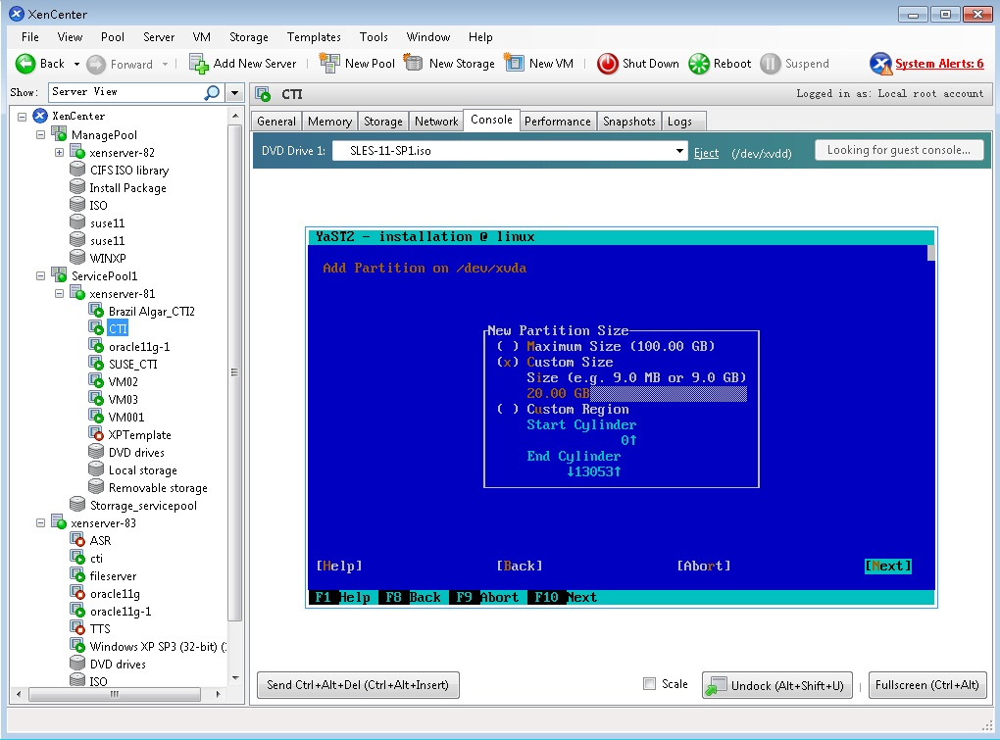 XenCenter
File View Pool Server VM Storage Templates Tools Window Help
Back Forward Add New Server New Pool New Storage New VM Shut Down Reboot Suspend System Alerts: 6
Show: Server View
CTI Logged in as: Local root account
XenCenter
ManagePool
xenserver-82
CIFS ISO library
Install Package
ISO
suse11
suse11
WINXP
ServicePool1
xenserver-81
Brazil Algar_CTI2
CTI
oracle11g-1
SUSE_CTI
VM02
VM03
VM001
XPTemplate
DVD drives
Local storage
Removable storage
Storrage_servicepool
xenserver-83
ASR
cti
fileserver
oracle11g
oracle11g-1
TTS
Windows XP SP3 (32-bit) (
DVD drives
ISO
General Memory Storage Network Console Performance Snapshots Logs
DVD Drive 1: SLES-11-SP1.iso Eject (/dev/xvdd) Looking for guest console...
YaST2 - installation @ linux
Add Partition on /dev/xvda
New Partition Size
( ) Maximum Size (100.00 GB)
(x) Custom Size
Size (e.g. 9.0 MB or 9.0 GB)
20.00 GB
( ) Custom Region
Start Cylinder
0↑
End Cylinder
↓13053↑
[Help] [Back] [Abort] [Next]
F1 Help F8 Back F9 Abort F10 Next
Send Ctrl+Alt+Del (Ctrl+Alt+Insert) Scale Undock (Alt+Shift+U) Fullscreen (Ctrl+Alt)